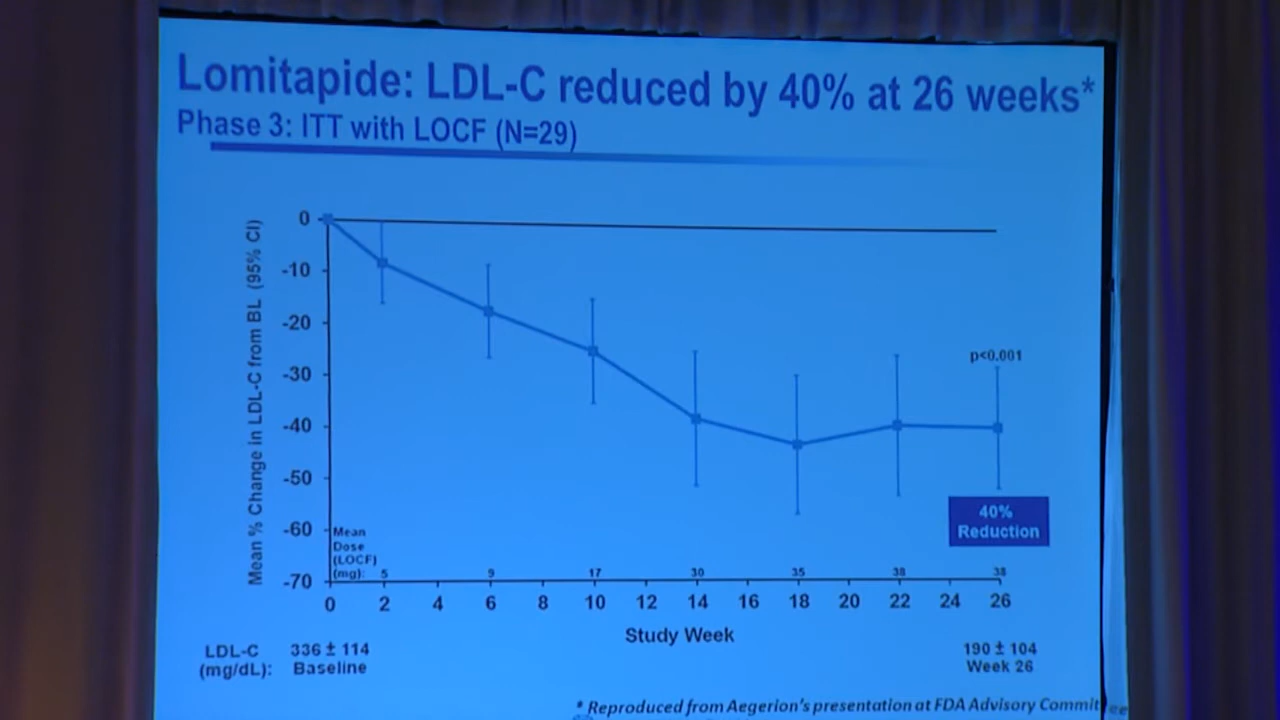 Lomitapide: LDL-C reduced by 40% at 26 weeks*
Phase 3: ITT with LOCF (N=29)
Mean % Change in LDL-C from BL (95% CI)
0
-10
-20
-30
-40
-50
-60
-70
p<0.001
40%
Reduction
Mean
Dose
(LOCF)
(mg): 5 9 17 30 35 38 38
0 2 4 6 8 10 12 14 16 18 20 22 24 26
Study Week
LDL-C
(mg/dL):
336 ± 114
Baseline
190 ± 104
Week 26
* Reproduced from Aegerion's presentation at FDA Advisory Committee